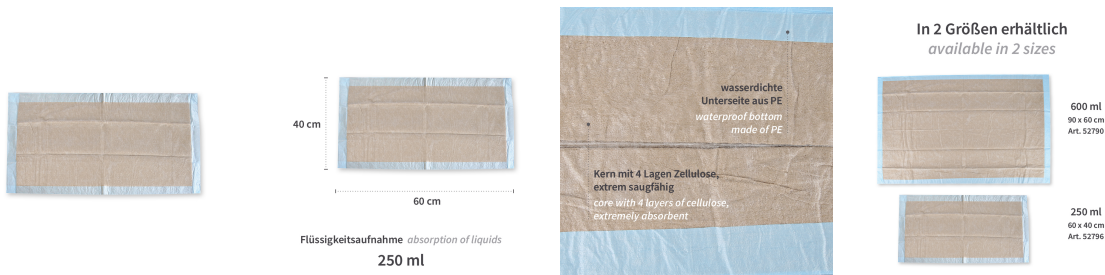 40 cm
60 cm
Flüssigkeitsaufnahme absorption of liquids
250 ml
wasserdichte
Unterseite aus PE
waterproof bottom
made of PE
Kern mit 4 Lagen Zellulose,
extrem saugfähig
core with 4 layers of cellulose,
extremely absorbent
In 2 Größen erhältlich
available in 2 sizes
600 ml
90 x 60 cm
Art. 52790
250 ml
60 x 40 cm
Art. 52796